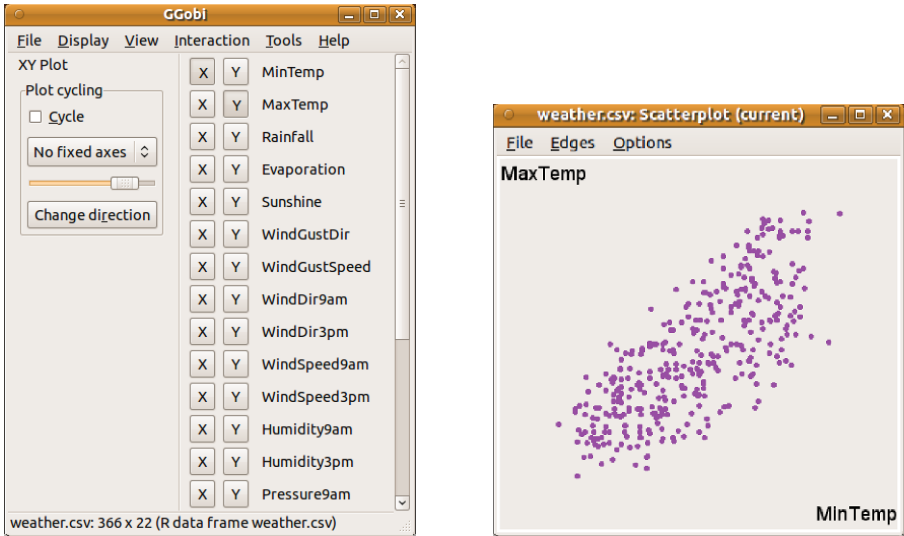 GGobi
File Display View Interaction Tools Help
XY Plot
Plot cycling
Cycle
No fixed axes
Change direction
X Y MinTemp
X Y MaxTemp
X Y Rainfall
X Y Evaporation
X Y Sunshine
X Y WindGustDir
X Y WindGustSpeed
X Y WindDir9am
X Y WindDir3pm
X Y WindSpeed9am
X Y WindSpeed3pm
X Y Humidity9am
X Y Humidity3pm
X Y Pressure9am
weather.csv: 366 x 22 (R data frame weather.csv)
weather.csv: Scatterplot (current)
File Edges Options
MaxTemp
MinTemp